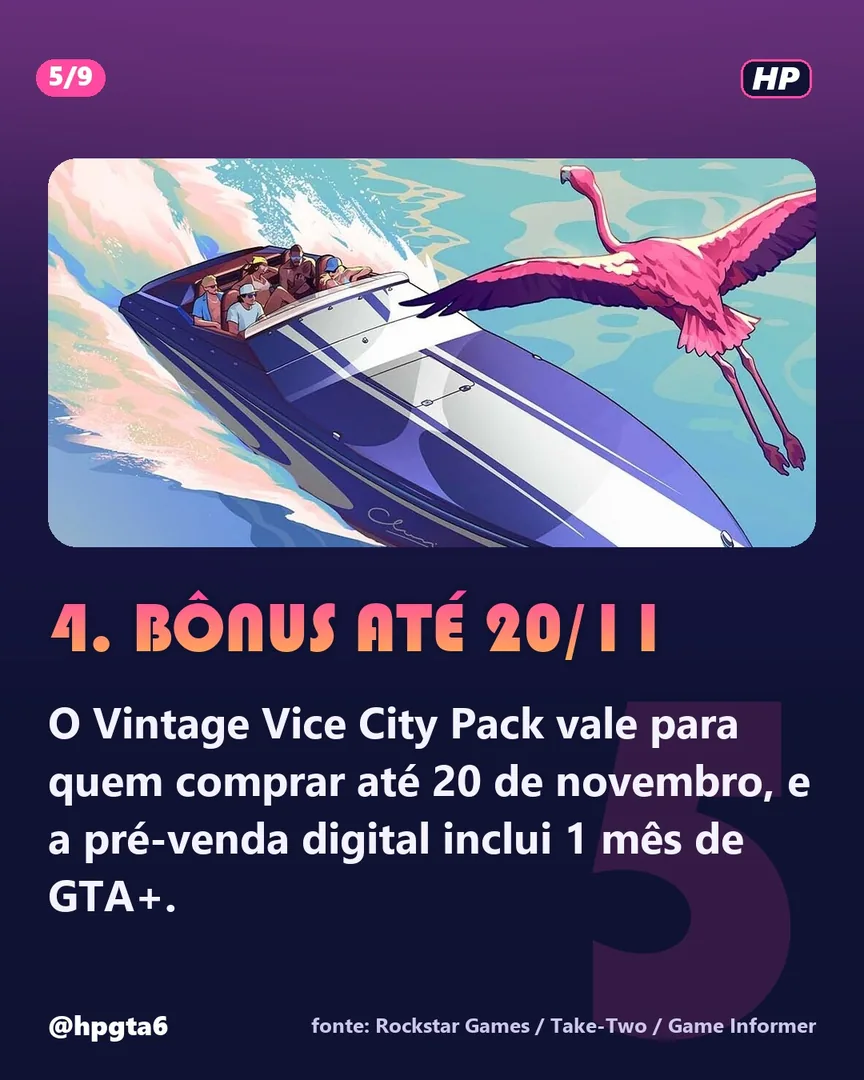 5/9
HP
4. BÔNUS ATÉ 20/11
O Vintage Vice City Pack vale para
quem comprar até 20 de novembro, e
a pré-venda digital inclui 1 mês de
GTA+.
5
@hpgta6
fonte: Rockstar Games / Take-Two / Game Informer